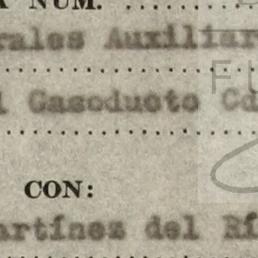 A NUM. ..........
rales Auxiliar
l Gasoducto Cd
CON:
artínez del Rí